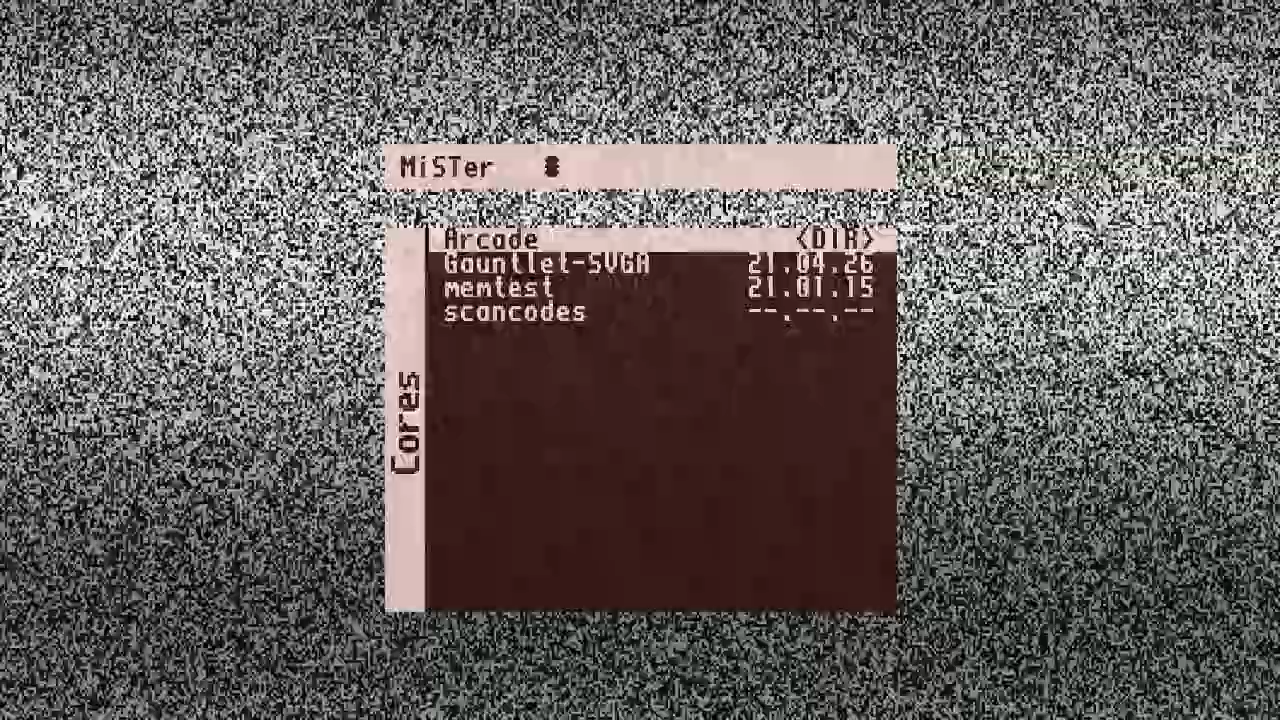 MiSTer
Arcade <DIR>
Gauntlet-SVGA 21.04.26
memtest 21.01.15
scancodes --.--.--
Cores